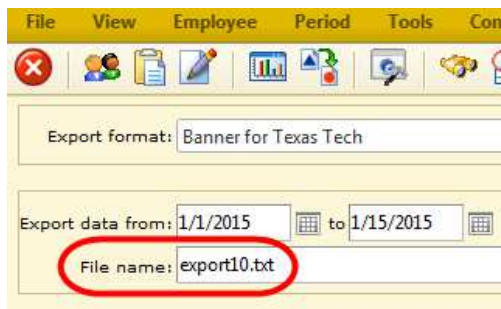 File View Employee Period Tools
Export format: Banner for Texas Tech
Export data from: 1/1/2015 to 1/15/2015
File name: export10.txt